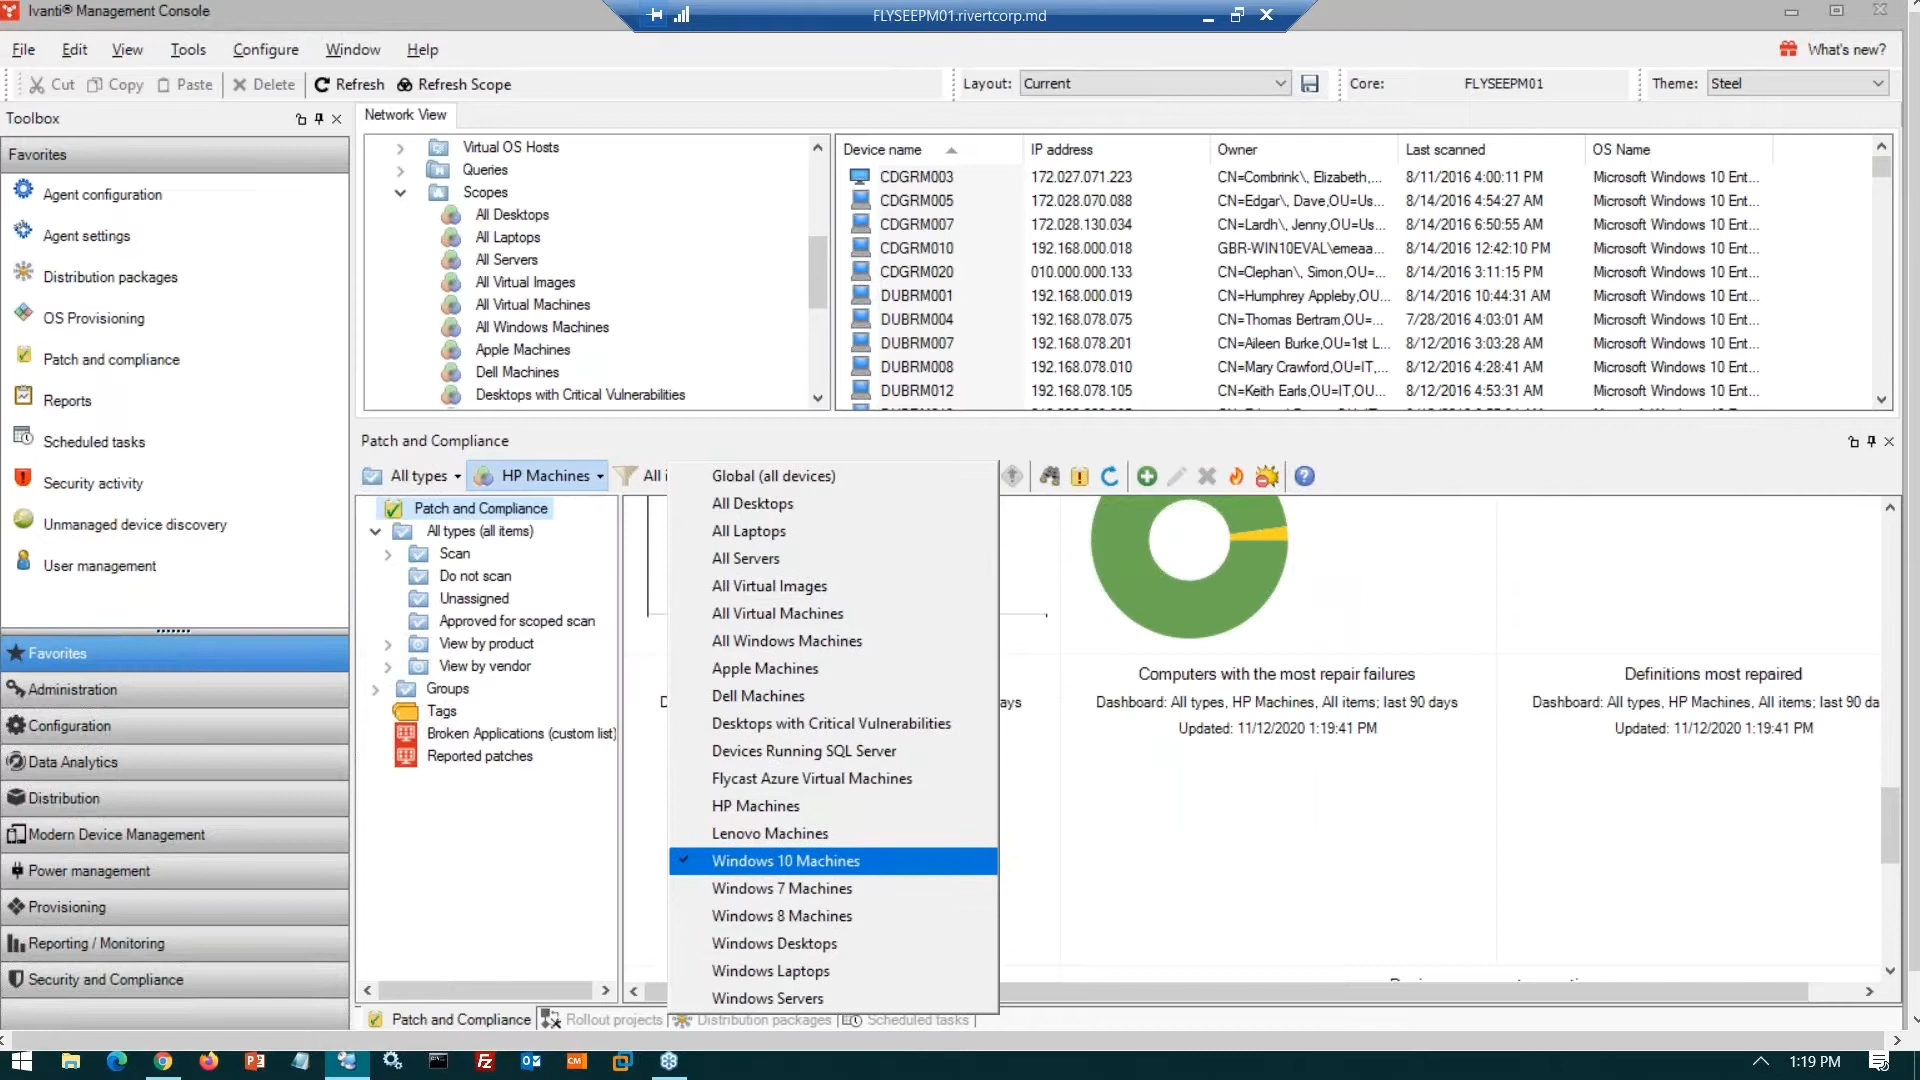 Ivanti® Management Console
FLYSEEPM01.rivertcorp.md
File Edit View Tools Configure Window Help
What's new?
Cut Copy Paste Delete Refresh Refresh Scope
Layout: Current
Core: FLYSEEPM01
Theme: Steel
Toolbox
Favorites
Agent configuration
Agent settings
Distribution packages
OS Provisioning
Patch and compliance
Reports
Scheduled tasks
Security activity
Unmanaged device discovery
User management
Favorites
Administration
Configuration
Data Analytics
Distribution
Modern Device Management
Power management
Provisioning
Reporting / Monitoring
Security and Compliance
Network View
Virtual OS Hosts
Queries
Scopes
All Desktops
All Laptops
All Servers
All Virtual Images
All Virtual Machines
All Windows Machines
Apple Machines
Dell Machines
Desktops with Critical Vulnerabilities
Device name IP address Owner Last scanned OS Name
CDGRM003 172.027.071.223 CN=Combrink\, Elizabeth,... 8/11/2016 4:00:11 PM Microsoft Windows 10 Ent...
CDGRM005 172.028.070.088 CN=Edgar\, Dave,OU=Us... 8/14/2016 4:54:27 AM Microsoft Windows 10 Ent...
CDGRM007 172.028.130.034 CN=Lardh\, Jenny,OU=Us... 8/14/2016 6:50:55 AM Microsoft Windows 10 Ent...
CDGRM010 192.168.000.018 GBR-WIN10EVAL\emeaa... 8/14/2016 12:42:10 PM Microsoft Windows 10 Ent...
CDGRM020 010.000.000.133 CN=Clephan\, Simon,OU=... 8/14/2016 3:11:15 PM Microsoft Windows 10 Ent...
DUBRM001 192.168.000.019 CN=Humphrey Appleby,OU... 8/14/2016 10:44:31 AM Microsoft Windows 10 Ent...
DUBRM004 192.168.078.075 CN=Thomas Bertram,OU=... 7/28/2016 4:03:01 AM Microsoft Windows 10 Ent...
DUBRM007 192.168.078.201 CN=Aileen Burke,OU=1st L... 8/12/2016 3:03:28 AM Microsoft Windows 10 Ent...
DUBRM008 192.168.078.010 CN=Mary Crawford,OU=IT,... 8/12/2016 4:28:41 AM Microsoft Windows 10 Ent...
DUBRM012 192.168.078.105 CN=Keith Earls,OU=IT,OU... 8/12/2016 4:53:31 AM Microsoft Windows 10 Ent...
Patch and Compliance
All types HP Machines All i
Patch and Compliance
All types (all items)
Scan
Do not scan
Unassigned
Approved for scoped scan
View by product
View by vendor
Groups
Tags
Broken Applications (custom list)
Reported patches
Global (all devices)
All Desktops
All Laptops
All Servers
All Virtual Images
All Virtual Machines
All Windows Machines
Apple Machines
Dell Machines
Desktops with Critical Vulnerabilities
Devices Running SQL Server
Flycast Azure Virtual Machines
HP Machines
Lenovo Machines
Windows 10 Machines
Windows 7 Machines
Windows 8 Machines
Windows Desktops
Windows Laptops
Windows Servers
ays
Computers with the most repair failures
Dashboard: All types, HP Machines, All items; last 90 days
Updated: 11/12/2020 1:19:41 PM
Definitions most repaired
Dashboard: All types, HP Machines, All items; last 90 da
Updated: 11/12/2020 1:19:41 PM
Patch and Compliance Rollout projects Distribution packages Scheduled tasks
1:19 PM